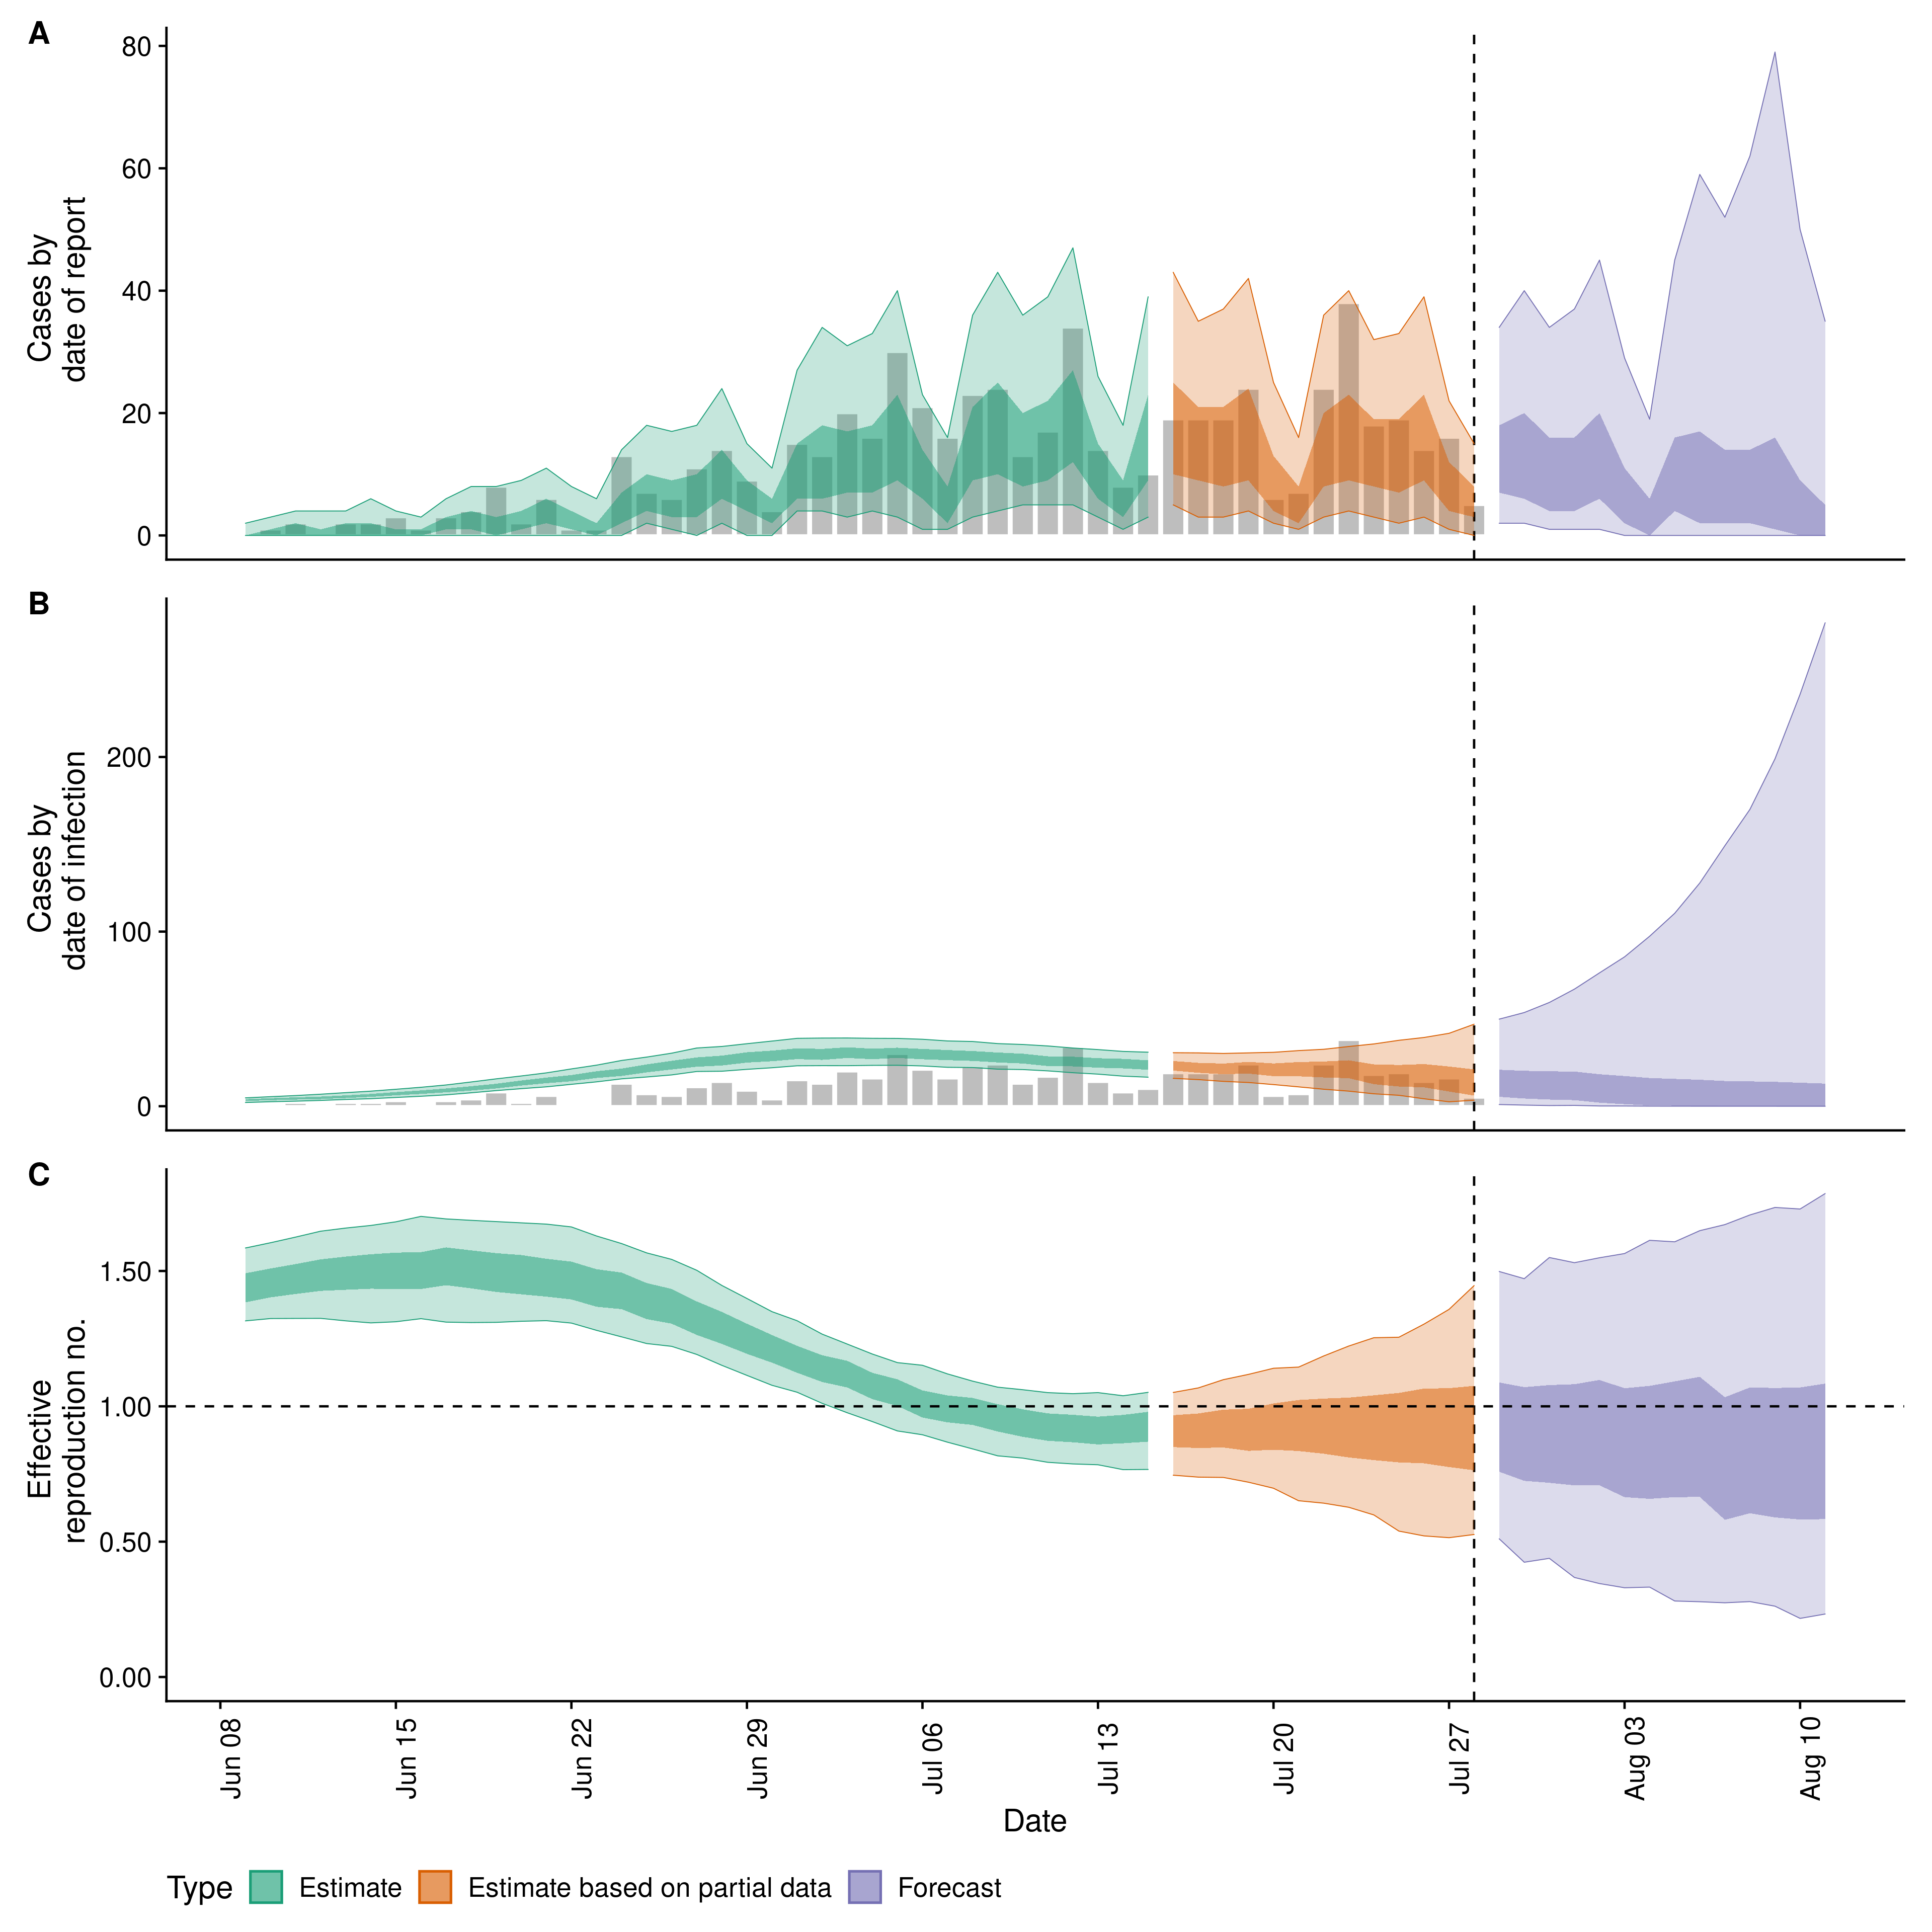 A
Cases by
date of report
80
60
40
20
0
B
Cases by
date of infection
200
100
0
C
Effective
reproduction no.
1.50
1.00
0.50
0.00
Jun 08
Jun 15
Jun 22
Jun 29
Jul 06
Jul 13
Jul 20
Jul 27
Aug 03
Aug 10
Date
Type Estimate Estimate based on partial data Forecast